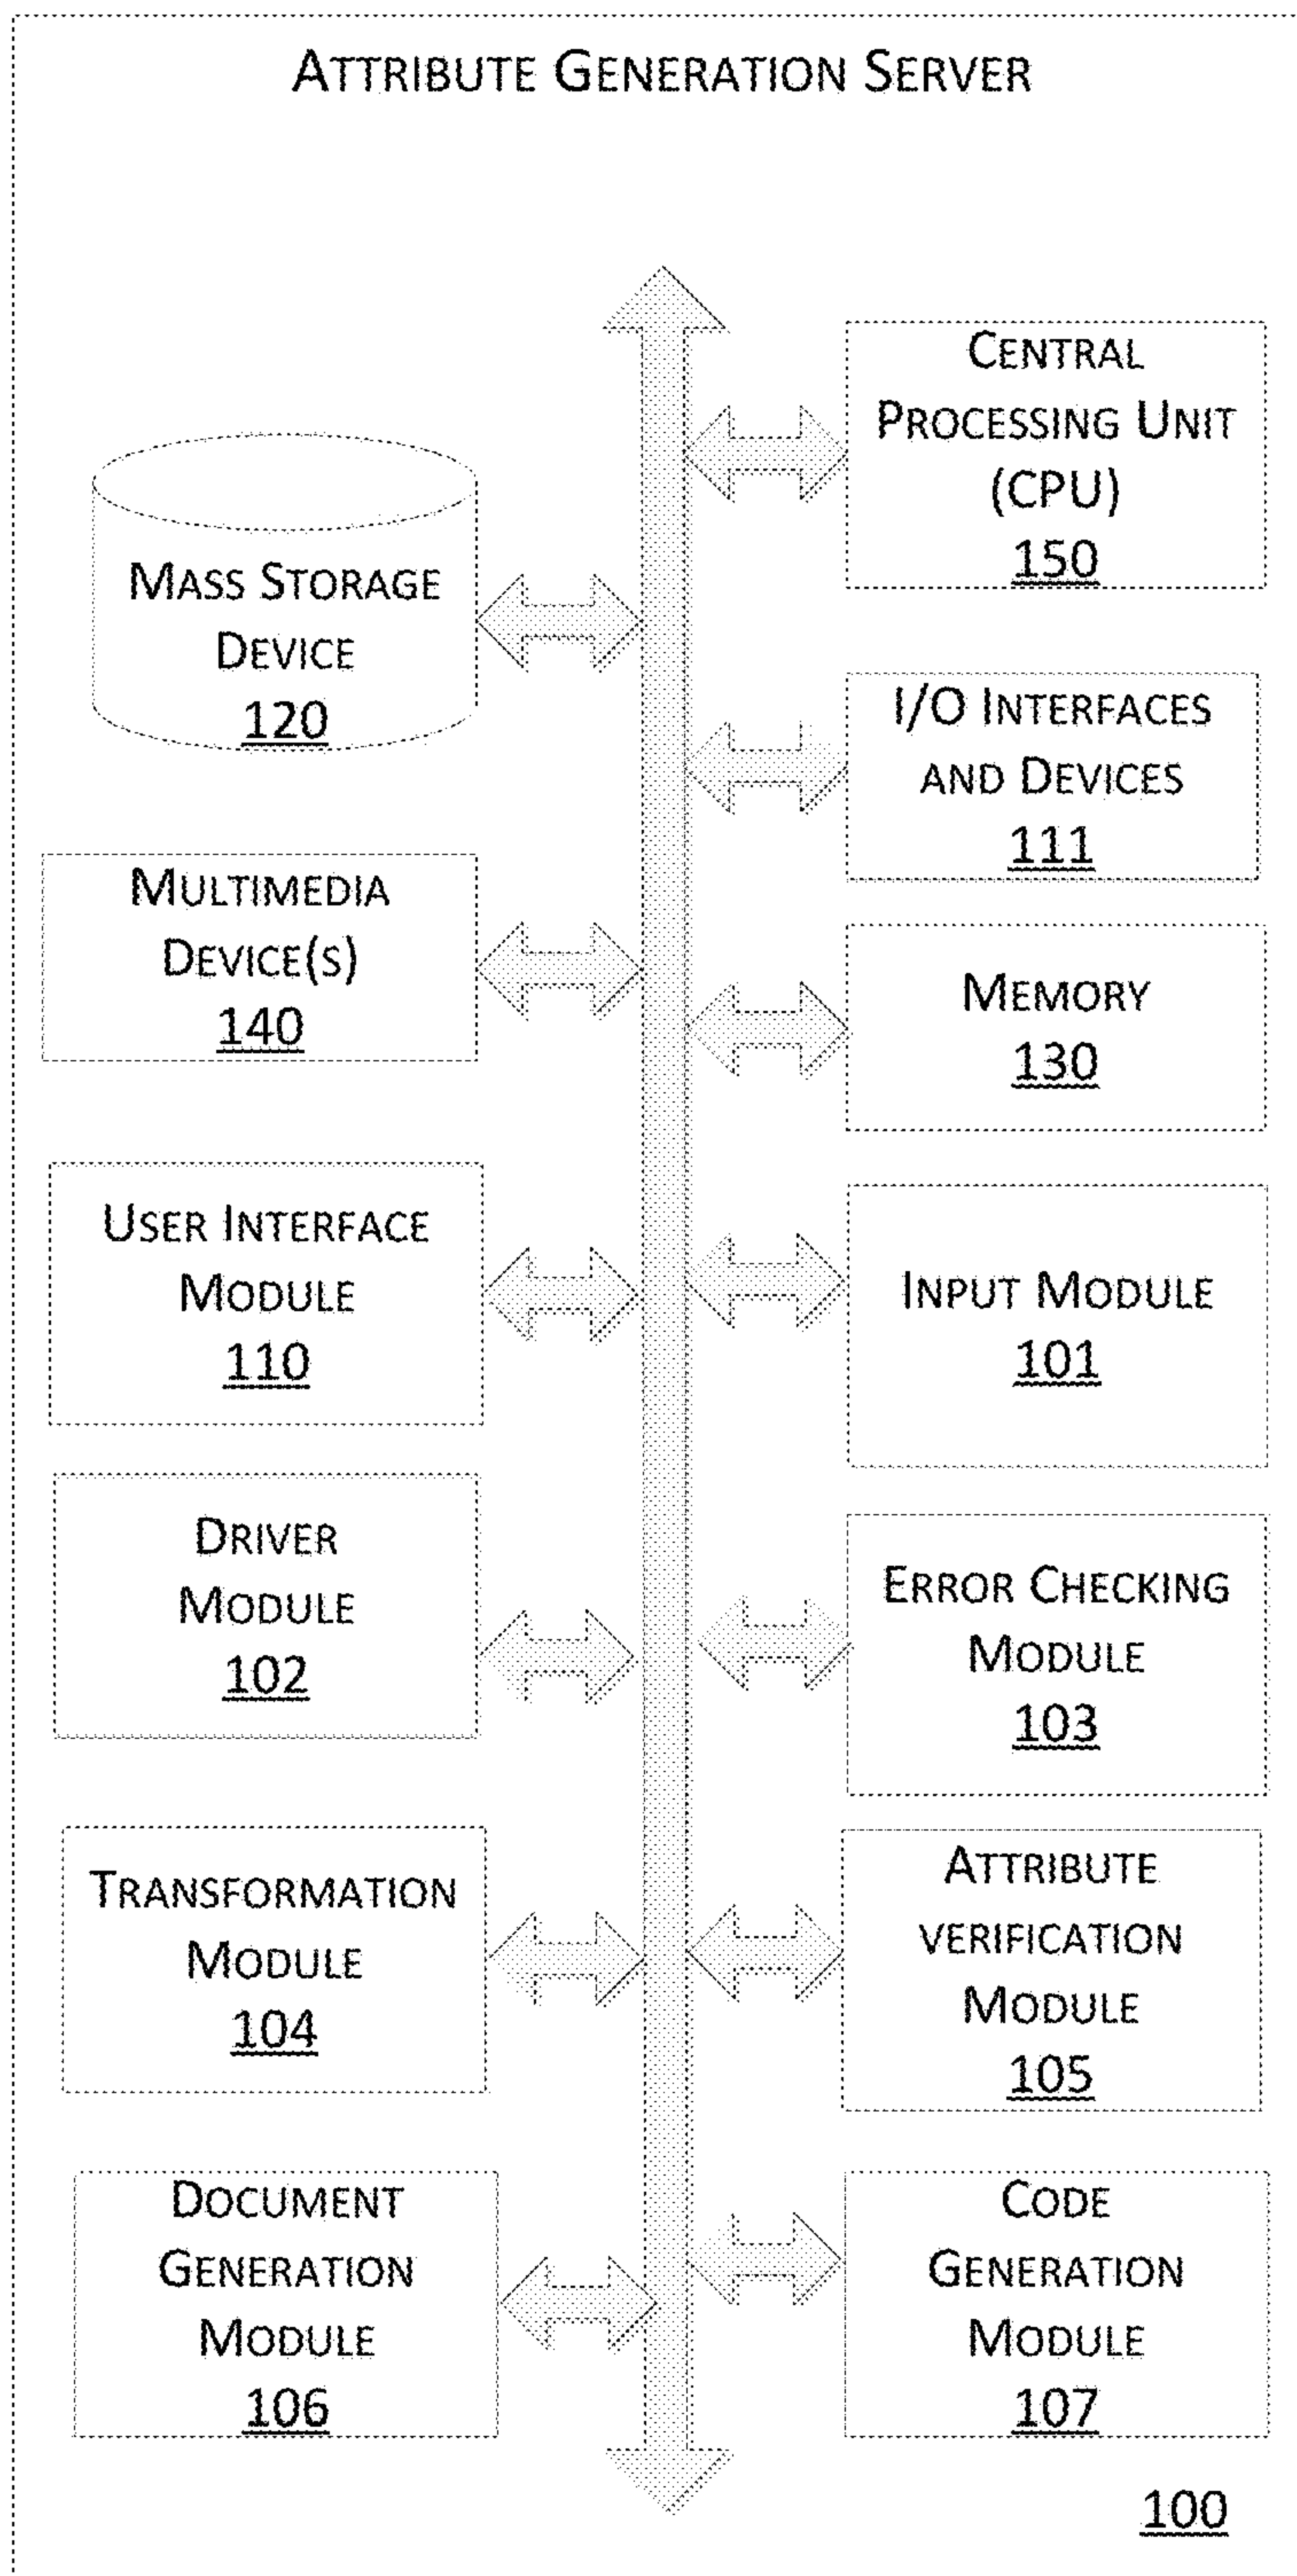 ATTRIBUTE GENERATION SERVER
CENTRAL
PROCESSING UNIT
(CPU)
150
MASS STORAGE
DEVICE
120
I/O INTERFACES
AND DEVICES
111
MULTIMEDIA
DEVICE(S)
140
MEMORY
130
USER INTERFACE
MODULE
110
INPUT MODULE
101
DRIVER
MODULE
102
ERROR CHECKING
MODULE
103
TRANSFORMATION
MODULE
104
ATTRIBUTE
VERIFICATION
MODULE
105
DOCUMENT
GENERATION
MODULE
106
CODE
GENERATION
MODULE
107
100